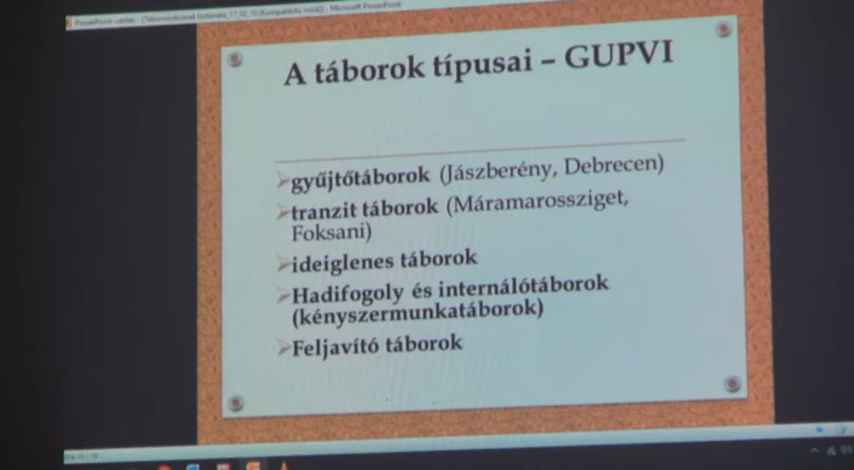 A táborok típusai – GUPVI
gyűjtőtáborok (Jászberény, Debrecen)
tranzit táborok (Máramarossziget,
Foksani)
ideiglenes táborok
Hadifogoly és internálótáborok
(kényszermunkatáborok)
Feljavító táborok